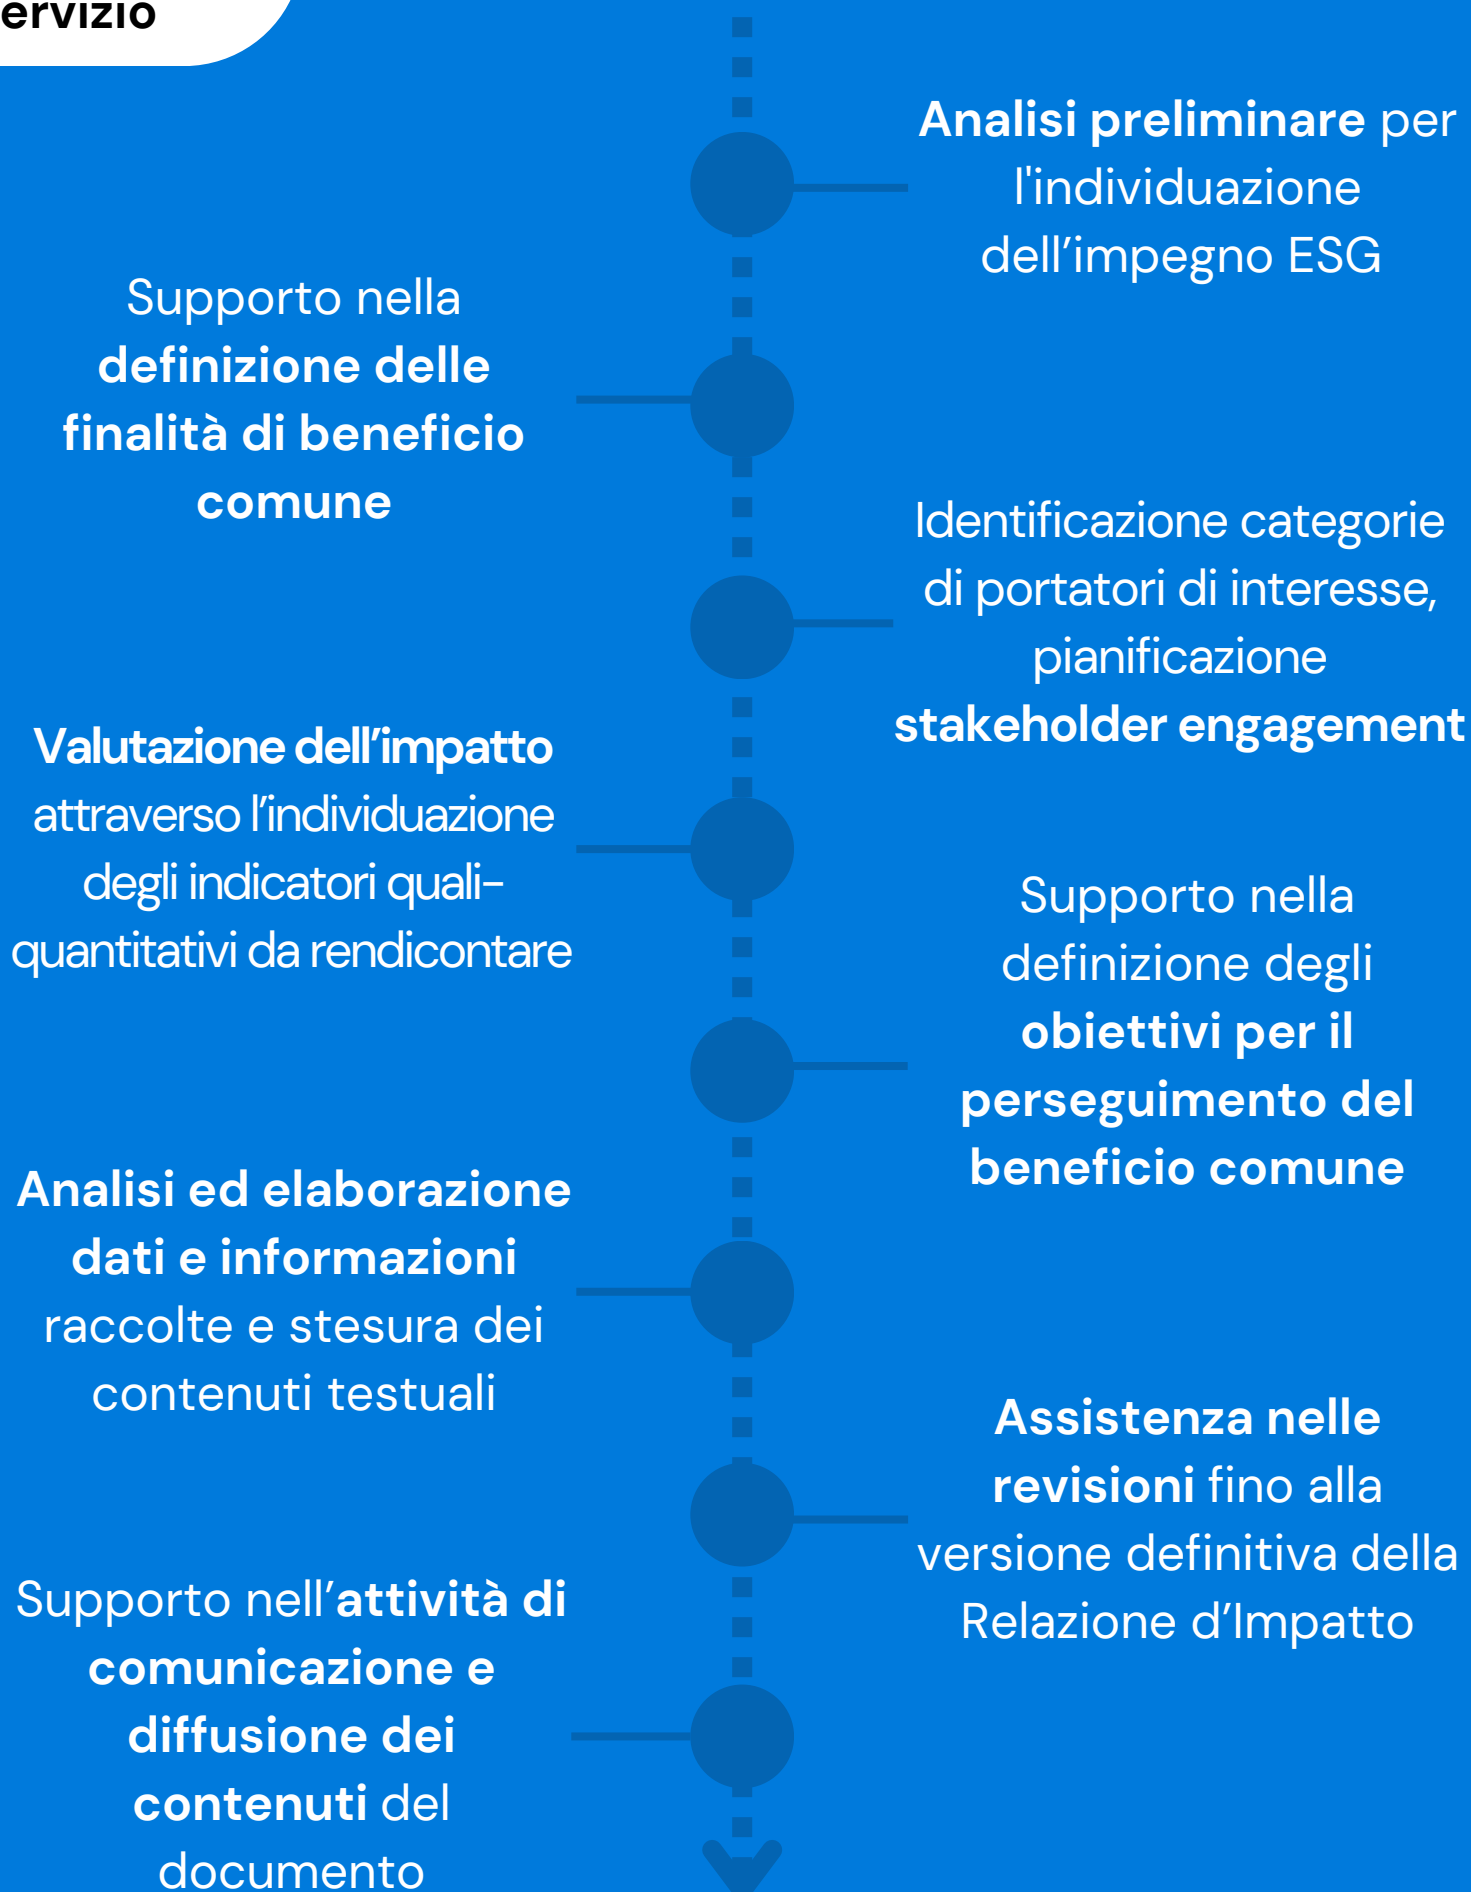 ervizio
Analisi preliminare per
l'individuazione
dell’impegno ESG
Supporto nella
definizione delle
finalità di beneficio
comune
Identificazione categorie
di portatori di interesse,
pianificazione
stakeholder engagement
Valutazione dell’impatto
attraverso l’individuazione
degli indicatori quali-
quantitativi da rendicontare
Supporto nella
definizione degli
obiettivi per il
perseguimento del
beneficio comune
Analisi ed elaborazione
dati e informazioni
raccolte e stesura dei
contenuti testuali
Assistenza nelle
revisioni fino alla
versione definitiva della
Relazione d’Impatto
Supporto nell’attività di
comunicazione e
diffusione dei
contenuti del
documento